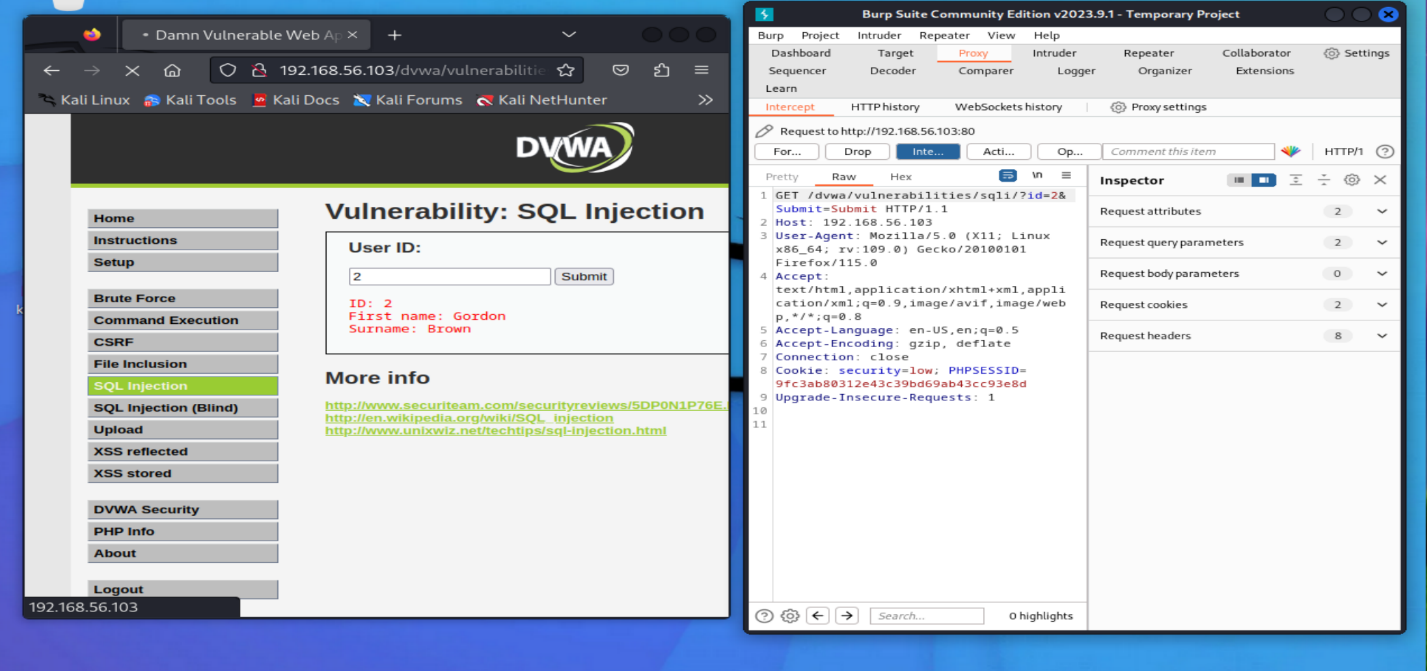 Damn Vulnerable Web Ap
192.168.56.103/dvwa/vulnerabilitie
Kali Linux Kali Tools Kali Docs Kali Forums Kali NetHunter
DVWA
Home
Instructions
Setup
Brute Force
Command Execution
CSRF
File Inclusion
SQL Injection
SQL Injection (Blind)
Upload
XSS reflected
XSS stored
DVWA Security
PHP Info
About
Logout
192.168.56.103
Vulnerability: SQL Injection
User ID:
2 Submit
ID: 2
First name: Gordon
Surname: Brown
More info
http://www.securiteam.com/securityreviews/5DP0N1P76E.
http://en.wikipedia.org/wiki/SQL_injection
http://www.unixwiz.net/techtips/sql-injection.html
Burp Suite Community Edition v2023.9.1 - Temporary Project
Burp Project Intruder Repeater View Help
Dashboard Target Proxy Intruder Repeater Collaborator Settings
Sequencer Decoder Comparer Logger Organizer Extensions
Learn
Intercept HTTP history WebSockets history Proxy settings
Request to http://192.168.56.103:80
For... Drop Inte... Acti... Op... Comment this item HTTP/1 ?
Pretty Raw Hex \n
1 GET /dvwa/vulnerabilities/sqli/?id=2&
Submit=Submit HTTP/1.1
2 Host: 192.168.56.103
3 User-Agent: Mozilla/5.0 (X11; Linux
x86_64; rv:109.0) Gecko/20100101
Firefox/115.0
4 Accept:
text/html,application/xhtml+xml,appli
cation/xml;q=0.9,image/avif,image/web
p,*/*;q=0.8
5 Accept-Language: en-US,en;q=0.5
6 Accept-Encoding: gzip, deflate
7 Connection: close
8 Cookie: security=low; PHPSESSID=
9fc3ab80312e43c39bd69ab43cc93e8d
9 Upgrade-Insecure-Requests: 1
10
11
Search... 0 highlights
Inspector
Request attributes 2
Request query parameters 2
Request body parameters 0
Request cookies 2
Request headers 8